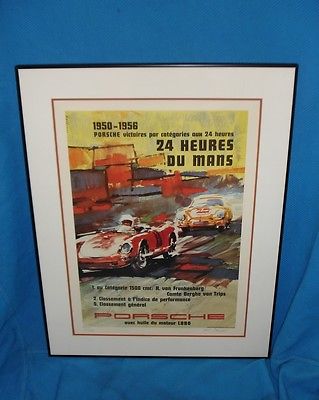 1950-1956
PORSCHE victoires par catégories aux 24 heures
24 HEURES
DU MANS
1. au Catégorie 1500 cmc: R. von Frankenberg
Comte Berghe von Trips
2. Classement à l'indice de performance
5. Classement général
PORSCHE
avec huile du moteur